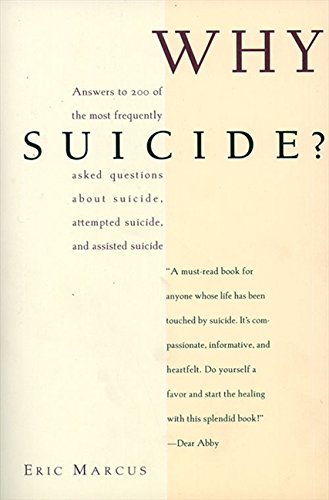 WHY
Answers to 200 of
the most frequently
SUICIDE?
asked questions
about suicide,
attempted suicide,
and assisted suicide
"A must-read book for
anyone whose life has been
touched by suicide. It's com-
passionate, informative, and
heartfelt. Do yourself a
favor and start the healing
with this splendid book!"
—Dear Abby
ERIC MARCUS